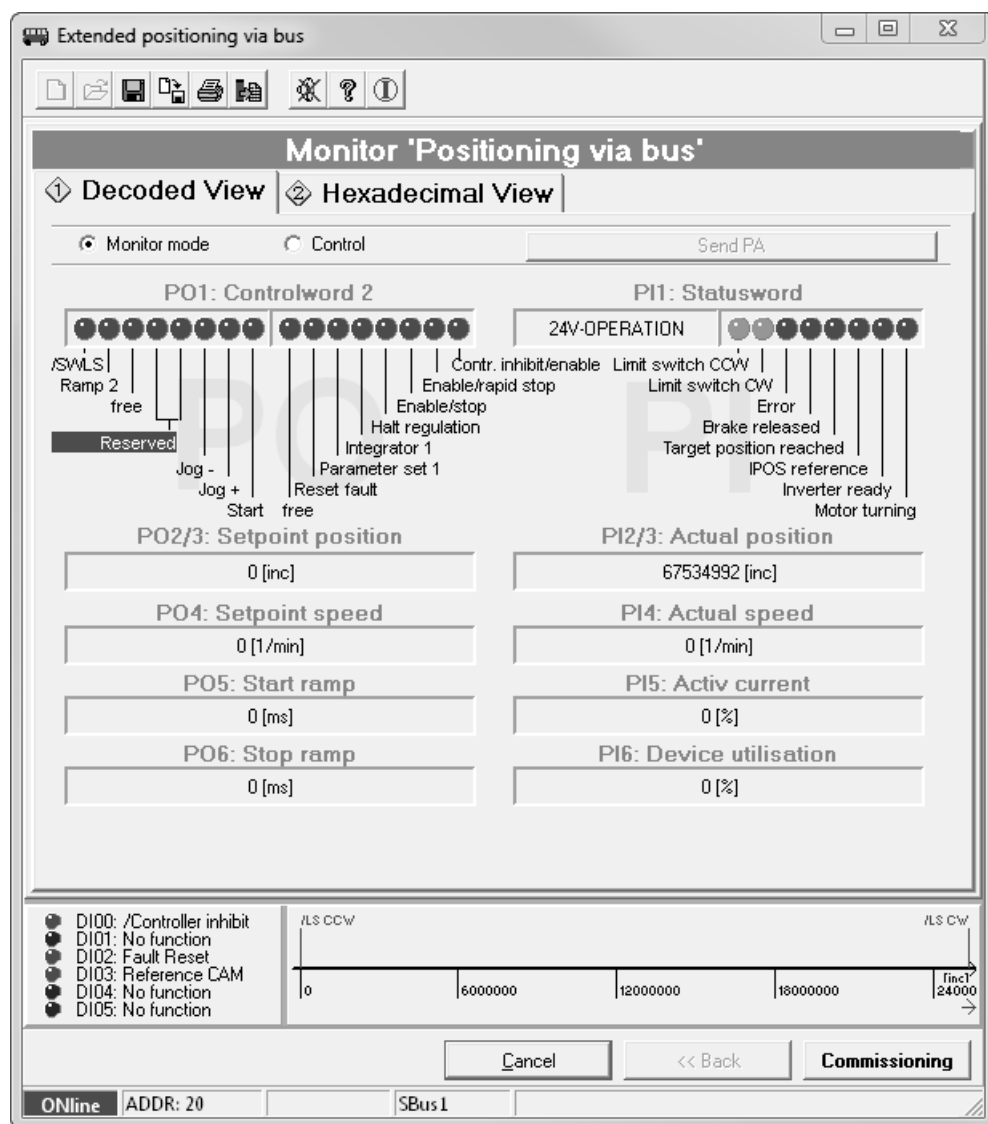 Extended positioning via bus
Monitor 'Positioning via bus'
1 Decoded View
2 Hexadecimal View
Monitor mode
Control
Send PA
PO1: Controlword 2
PI1: Statusword
24V-OPERATION
/SWLS
Ramp 2
free
Reserved
Jog -
Jog +
Start
Contr. inhibit/enable
Enable/rapid stop
Enable/stop
Halt regulation
Integrator 1
Parameter set 1
Reset fault
free
Limit switch CCW
Limit switch CW
Error
Brake released
Target position reached
IPOS reference
Inverter ready
Motor turning
PO
PI
PO2/3: Setpoint position
0 [inc]
PI2/3: Actual position
67534992 [inc]
PO4: Setpoint speed
0 [1/min]
PI4: Actual speed
0 [1/min]
PO5: Start ramp
0 [ms]
PI5: Activ current
0 [%]
PO6: Stop ramp
0 [ms]
PI6: Device utilisation
0 [%]
DI00: /Controller inhibit
DI01: No function
DI02: Fault Reset
DI03: Reference CAM
DI04: No function
DI05: No function
/LS CCW
/LS CW
[inc]
0
6000000
12000000
18000000
24000
Cancel
<< Back
Commissioning
ONline
ADDR: 20
SBus1